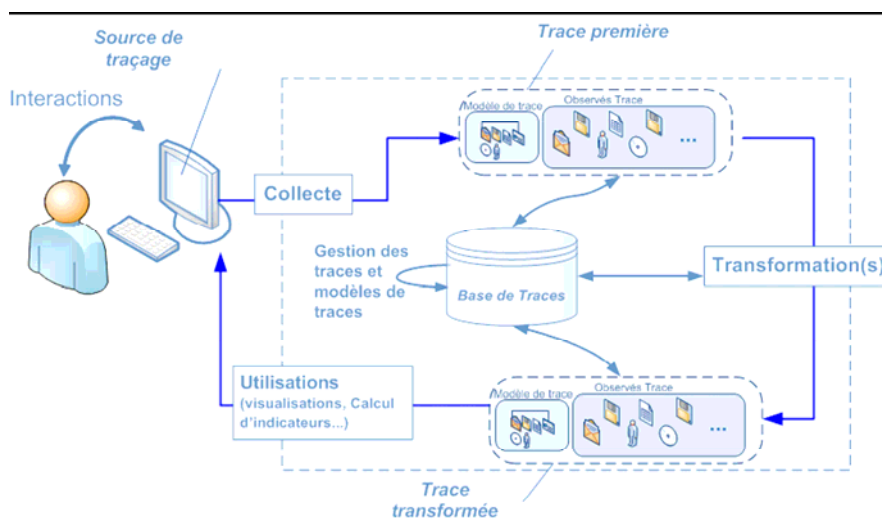 Source de
traçage
Trace première
Interactions
Modèle de trace
Observés Trace
...
Collecte
Gestion des
traces et
modèles de
traces
Base de Traces
Transformation(s)
Utilisations
(visualisations, Calcul
d'indicateurs...)
Modèle de trace
Observés Trace
...
Trace
transformée